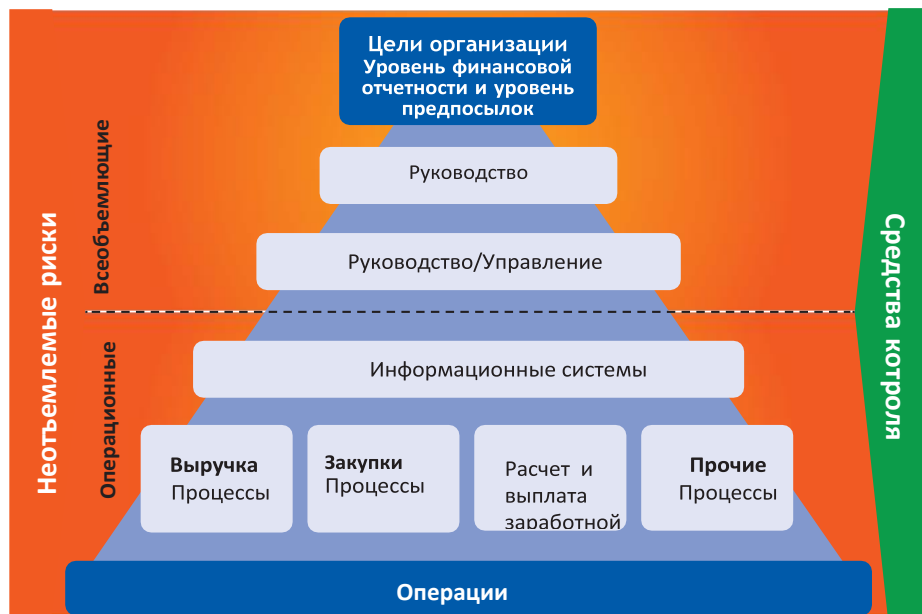 Цели организации
Уровень финансовой
отчетности и уровень
предпосылок
Руководство
Руководство/Управление
Информационные системы
Выручка
Процессы
Закупки
Процессы
Расчет и
выплата
заработной
Прочие
Процессы
Операции
Неотъемлемые риски
Всеобъемлющие
Операционные
Средства котроля